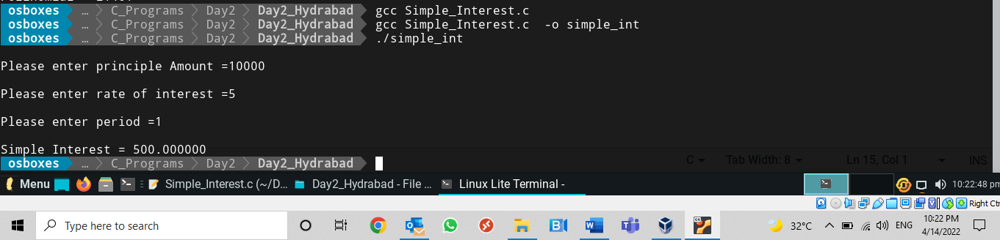 osboxes … C_Programs Day2 Day2_Hydrabad gcc Simple_Interest.c
osboxes … C_Programs Day2 Day2_Hydrabad gcc Simple_Interest.c  -o simple_int
osboxes … C_Programs Day2 Day2_Hydrabad ./simple_int
Please enter principle Amount =10000
Please enter rate of interest =5
Please enter period =1
Simple Interest = 500.000000
osboxes … C_Programs Day2 Day2_Hydrabad
C Tab Width: 8 Ln 15, Col 1 INS
Menu Simple_Interest.c (~/D... Day2_Hydrabad - File ... Linux Lite Terminal - 10:22:48 pm
Right Ctr
Type here to search 32°C ENG 10:22 PM
4/14/2022